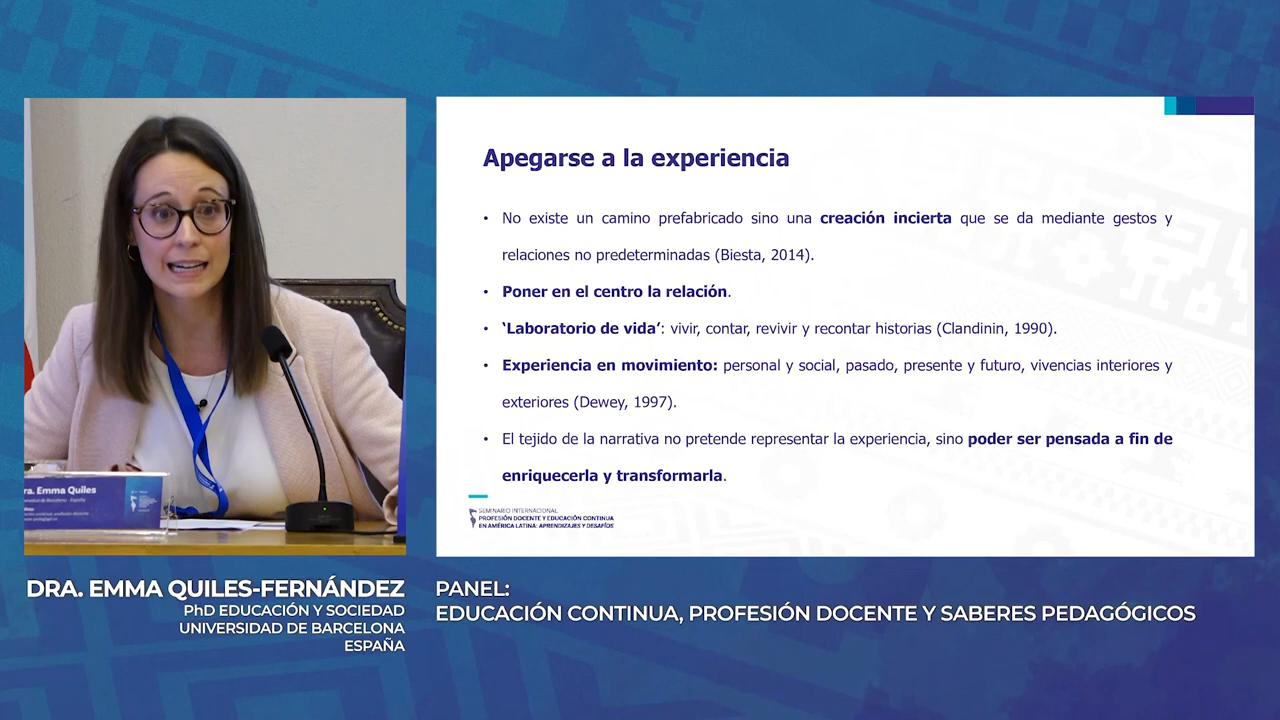 Apegarse a la experiencia
• No existe un camino prefabricado sino una creación incierta que se da mediante gestos y
relaciones no predeterminadas (Biesta, 2014).
• Poner en el centro la relación.
• ‘Laboratorio de vida’: vivir, contar, revivir y recontar historias (Clandinin, 1990).
• Experiencia en movimiento: personal y social, pasado, presente y futuro, vivencias interiores y
exteriores (Dewey, 1997).
• El tejido de la narrativa no pretende representar la experiencia, sino poder ser pensada a fin de
enriquecerla y transformarla.
SEMINARIO INTERNACIONAL
PROFESIÓN DOCENTE Y EDUCACIÓN CONTINUA
EN AMÉRICA LATINA: APRENDIZAJES Y DESAFÍOS
ra. Emma Quiles
DRA. EMMA QUILES-FERNÁNDEZ
PhD EDUCACIÓN Y SOCIEDAD
UNIVERSIDAD DE BARCELONA
ESPAÑA
PANEL:
EDUCACIÓN CONTINUA, PROFESIÓN DOCENTE Y SABERES PEDAGÓGICOS